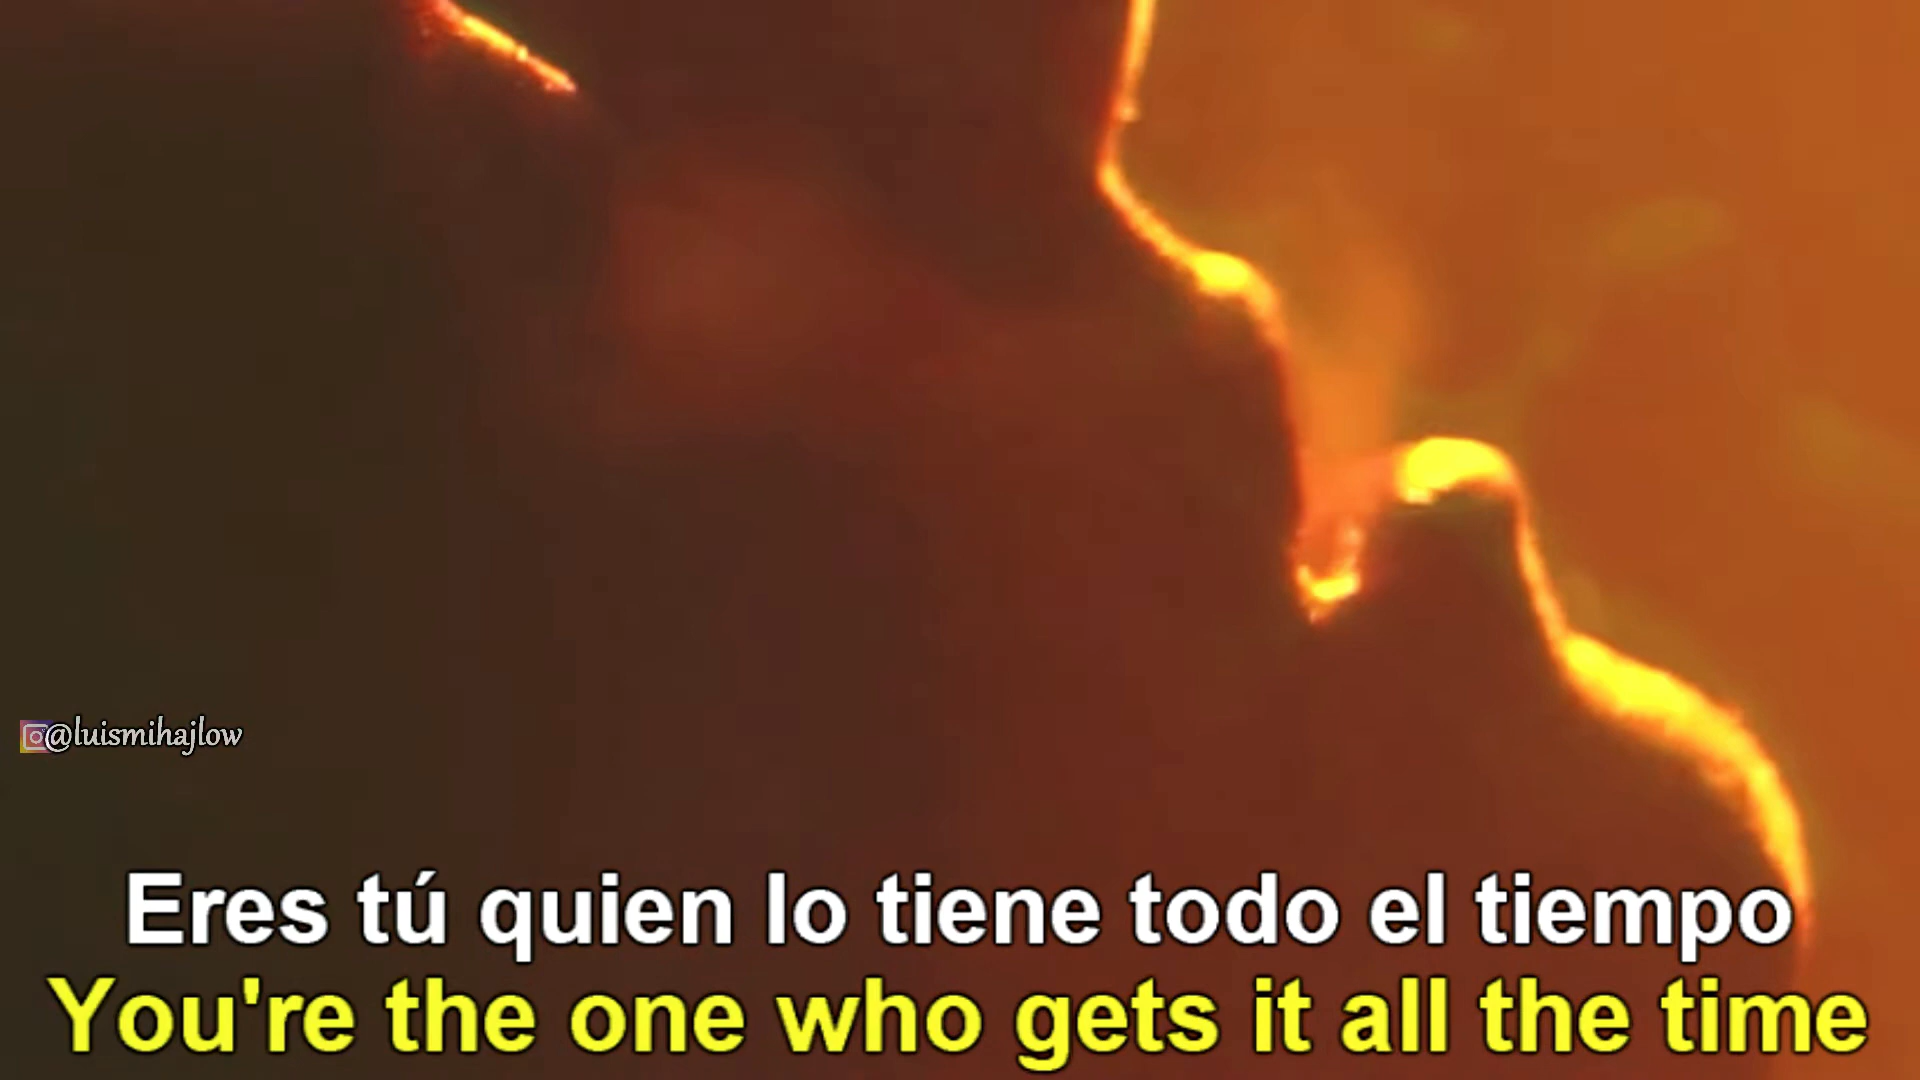 @luismihajlow
Eres tú quien lo tiene todo el tiempo
You're the one who gets it all the time